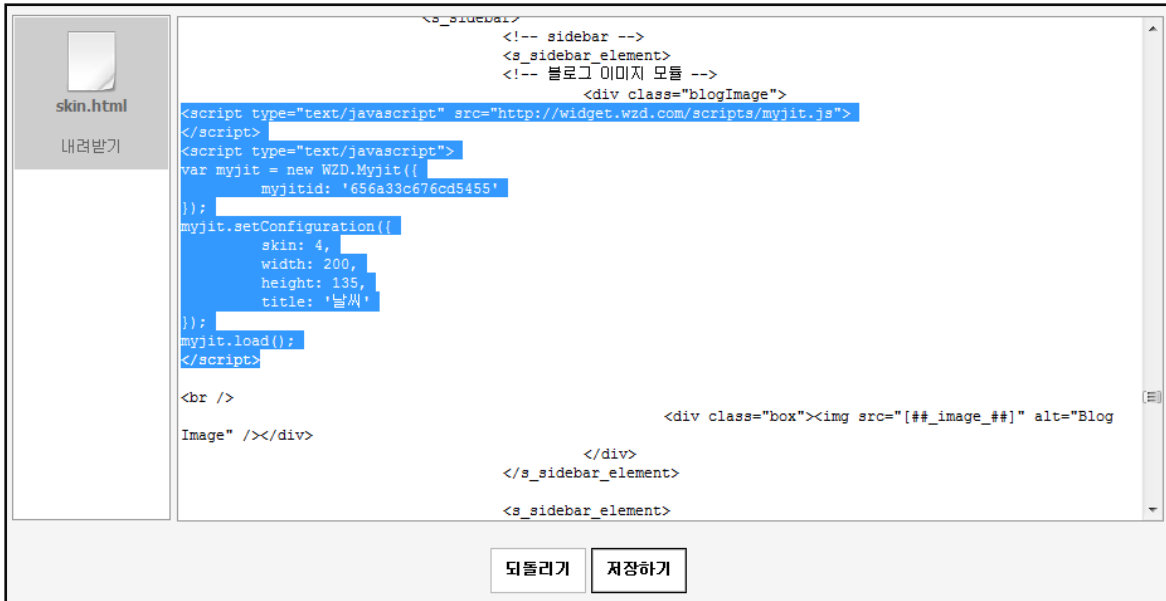 skin.html
내려받기
<s_sidebar>
<!-- sidebar -->
<s_sidebar_element>
<!-- 블로그 이미지 모듈 -->
<div class="blogImage">
<script type="text/javascript" src="http://widget.wzd.com/scripts/myjit.js">
</script>
<script type="text/javascript">
var myjit = new WZD.Myjit({
myjitid: '656a33c676cd5455'
});
myjit.setConfiguration({
skin: 4,
width: 200,
height: 135,
title: '날씨'
});
myjit.load();
</script>
<br />
<div class="box"><img src="[##_image_##]" alt="Blog
Image" /></div>
</div>
</s_sidebar_element>
<s_sidebar_element>
되돌리기 저장하기